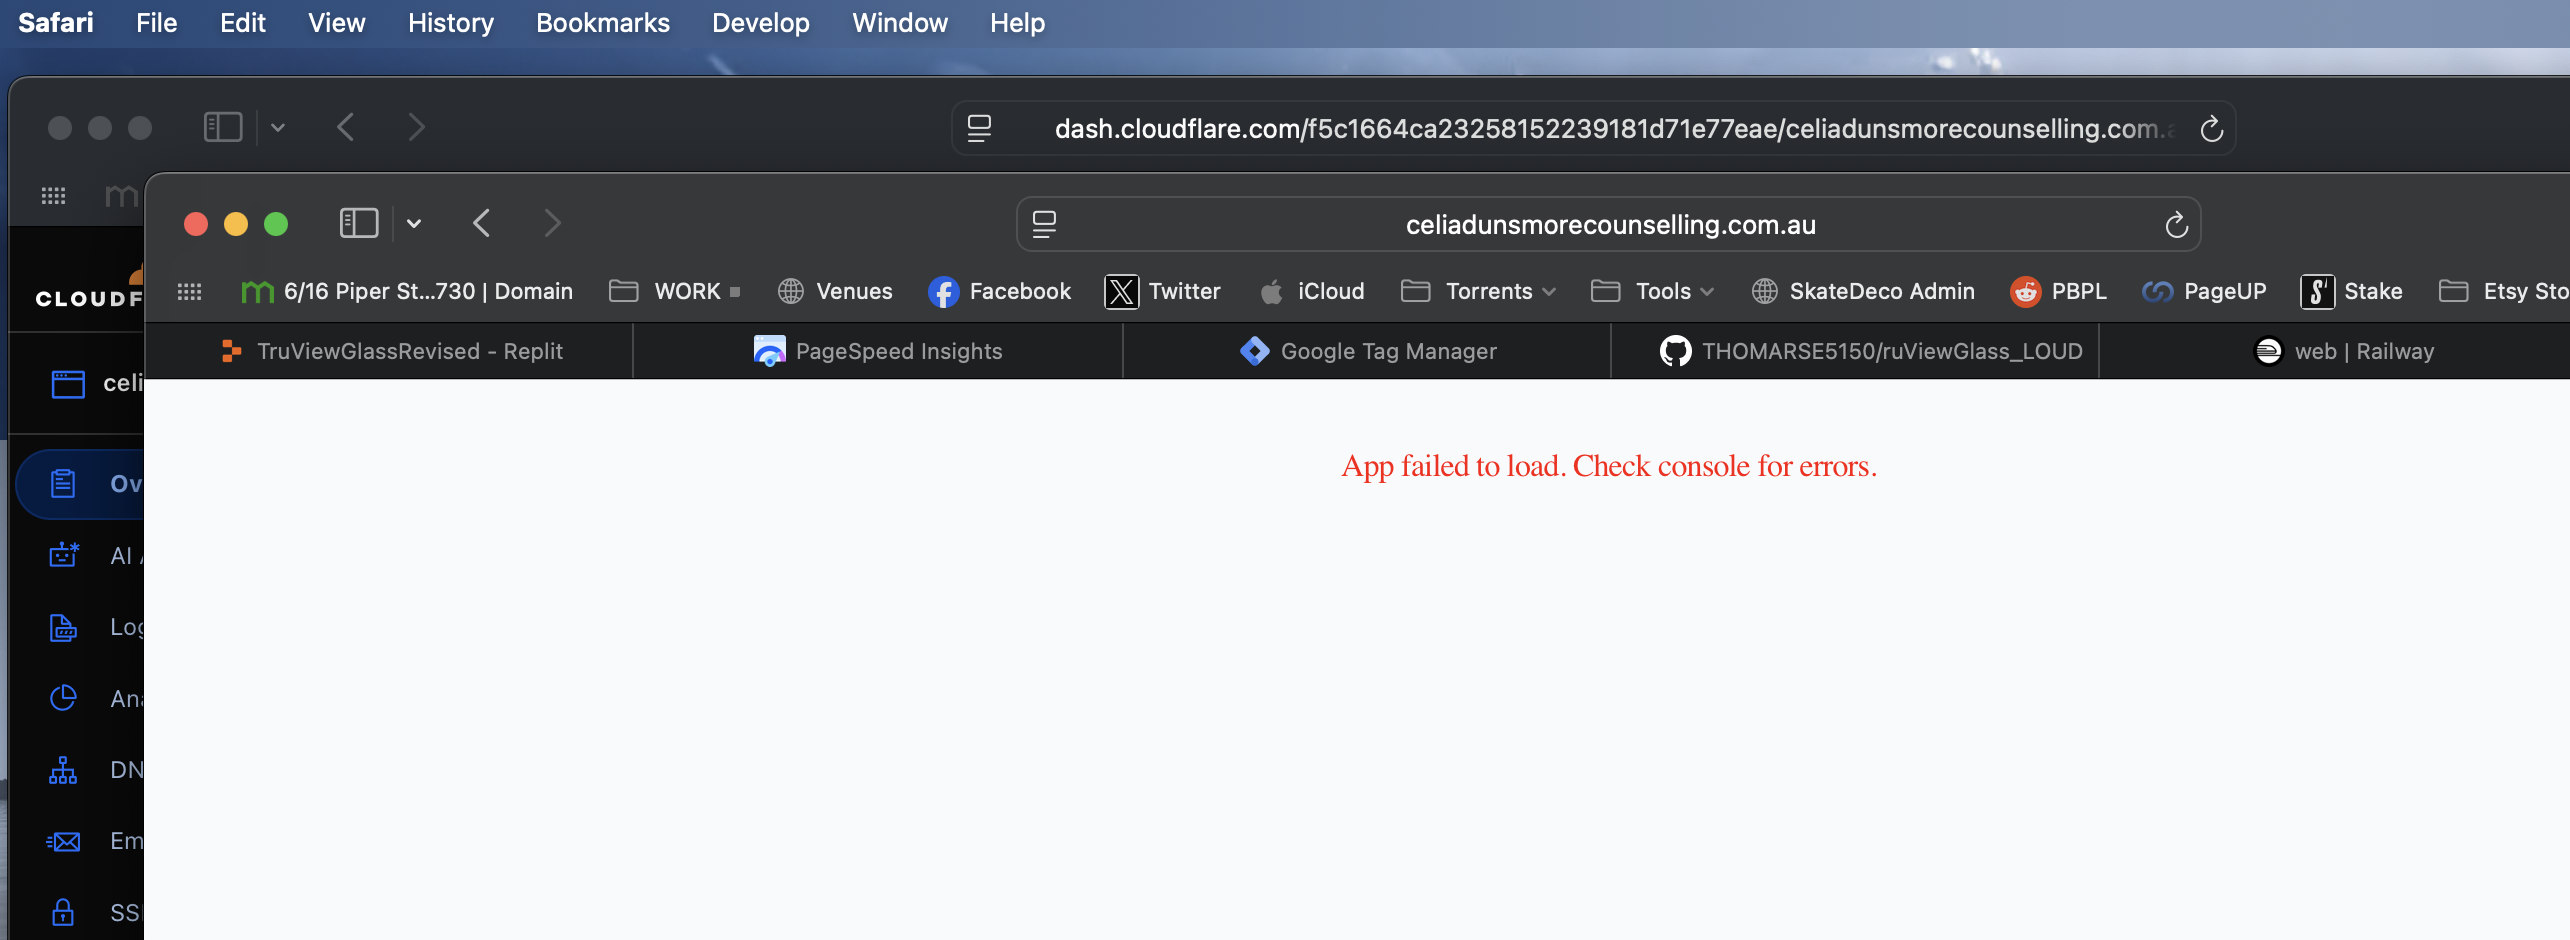 Safari File Edit View History Bookmarks Develop Window Help
dash.cloudflare.com/f5c1664ca23258152239181d71e77eae/celiadunsmorecounselling.com.a
celiadunsmorecounselling.com.au
6/16 Piper St...730 | Domain WORK Venues Facebook Twitter iCloud Torrents Tools SkateDeco Admin PBPL PageUP Stake Etsy Sto
CLOUDF
TruViewGlassRevised - Replit PageSpeed Insights Google Tag Manager THOMARSE5150/ruViewGlass_LOUD web | Railway
celi
App failed to load. Check console for errors.
Ov
AI
Log
Ana
DN
Em
SSL